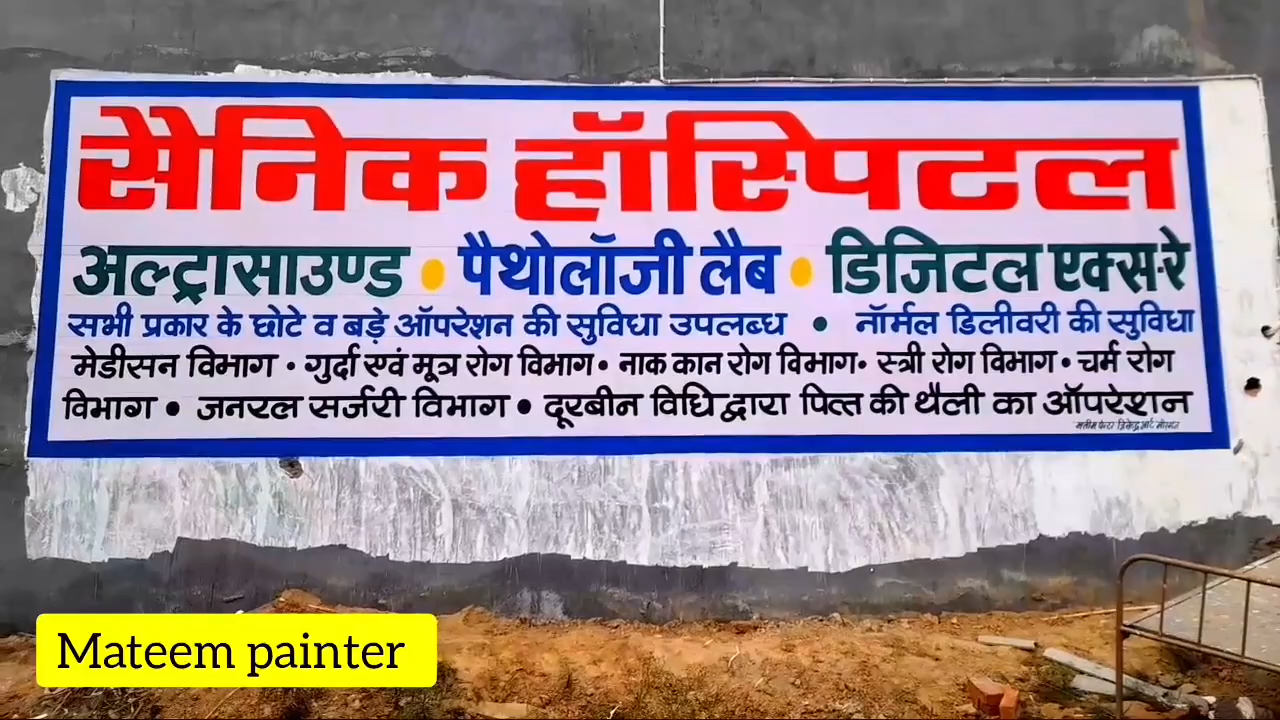 सैनिक हॉस्पिटल
अल्ट्रासाउण्ड • पैथोलॉजी लैब • डिजिटल एक्स-रे
सभी प्रकार के छोटे व बड़े ऑपरेशन की सुविधा उपलब्ध • नॉर्मल डिलीवरी की सुविधा
मेडीसन विभाग • गुर्दा एवं मूत्र रोग विभाग • नाक कान रोग विभाग • स्त्री रोग विभाग • चर्म रोग
विभाग • जनरल सर्जरी विभाग • दूरबीन विधि द्वारा पित्त की थैली का ऑपरेशन
Mateem painter